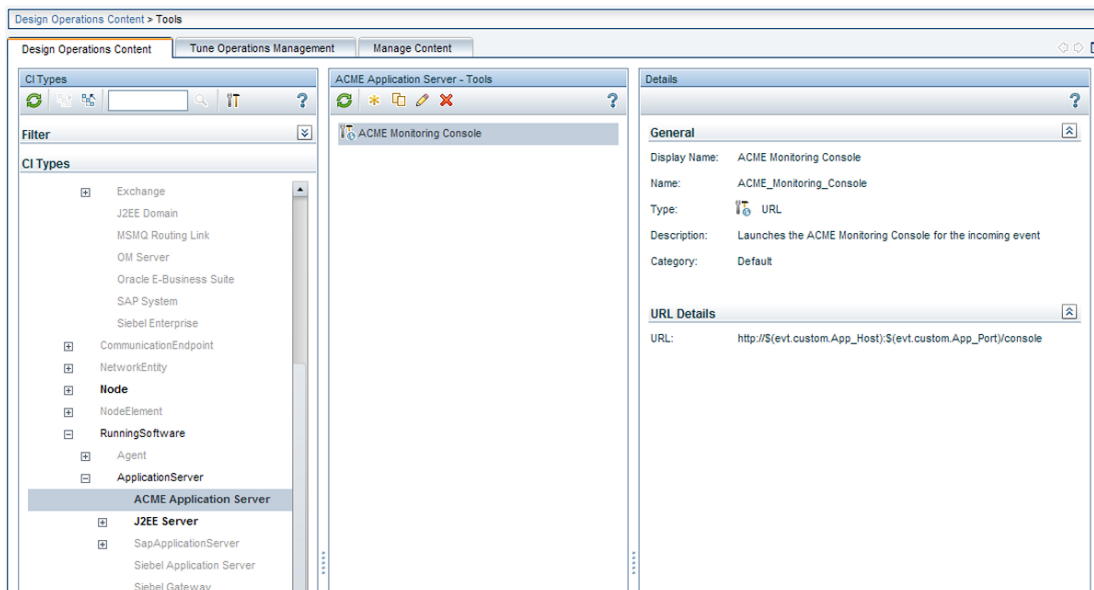 Design Operations Content > Tools
Design Operations Content
Tune Operations Management
Manage Content
CI Types
?
Filter
CI Types
Exchange
J2EE Domain
MSMQ Routing Link
OM Server
Oracle E-Business Suite
SAP System
Siebel Enterprise
CommunicationEndpoint
NetworkEntity
Node
NodeElement
RunningSoftware
Agent
ApplicationServer
ACME Application Server
J2EE Server
SapApplicationServer
Siebel Application Server
Siebel Gateway
ACME Application Server - Tools
?
ACME Monitoring Console
Details
?
General
Display Name: ACME Monitoring Console
Name: ACME_Monitoring_Console
Type: URL
Description: Launches the ACME Monitoring Console for the incoming event
Category: Default
URL Details
URL: http://$(evt.custom.App_Host):$(evt.custom.App_Port)/console